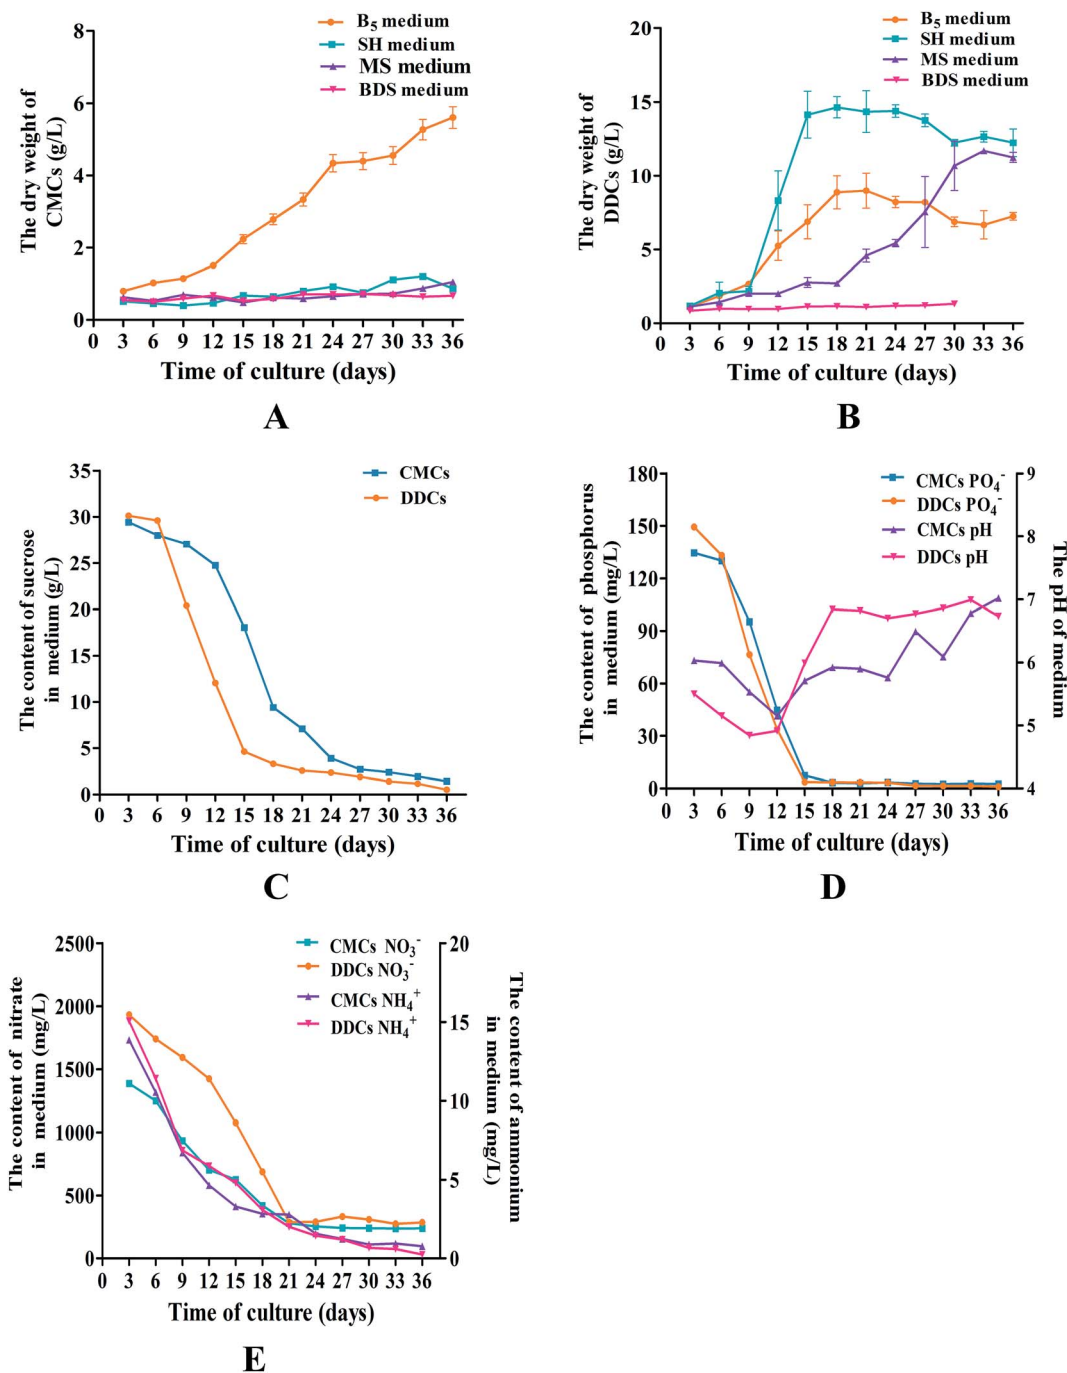 B5 medium
SH medium
MS medium
BDS medium
8
6
4
2
0
The dry weight of
CMCs (g/L)
0 3 6 9 12 15 18 21 24 27 30 33 36
Time of culture (days)
A
B5 medium
SH medium
MS medium
BDS medium
20
15
10
5
0
The dry weight of
DDCs (g/L)
0 3 6 9 12 15 18 21 24 27 30 33 36
Time of culture (days)
B
CMCs
DDCs
35
30
25
20
15
10
5
0
The content of sucrose
in medium (g/L)
0 3 6 9 12 15 18 21 24 27 30 33 36
Time of culture (days)
C
CMCs PO4-
DDCs PO4-
CMCs pH
DDCs pH
180
150
120
90
60
30
0
The content of phosphorus
in medium (mg/L)
9
8
7
6
5
4
The pH of medium
0 3 6 9 12 15 18 21 24 27 30 33 36
Time of culture (days)
D
CMCs NO3-
DDCs NO3-
CMCs NH4+
DDCs NH4+
2500
2000
1500
1000
500
0
The content of nitrate
in medium (mg/L)
20
15
10
5
0
The content of ammonium
in medium (mg/L)
0 3 6 9 12 15 18 21 24 27 30 33 36
Time of culture (days)
E